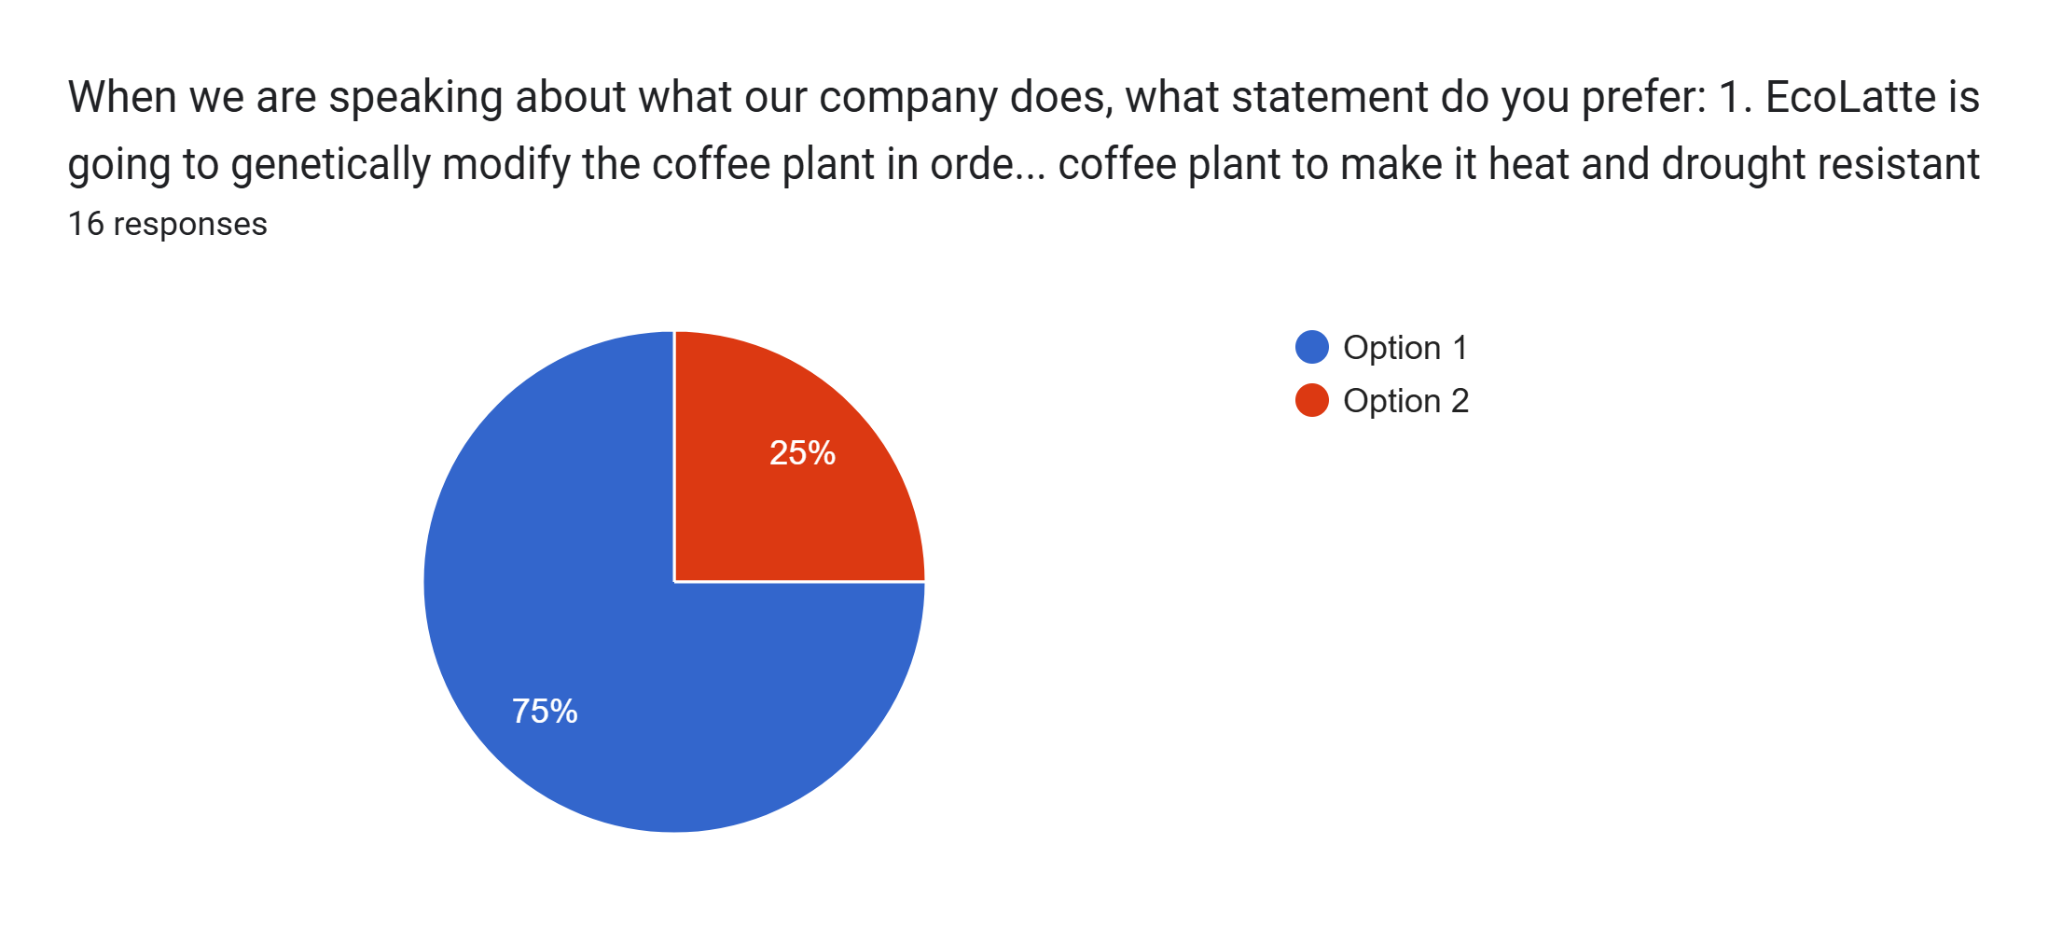 When we are speaking about what our company does, what statement do you prefer: 1. EcoLatte is
going to genetically modify the coffee plant in orde... coffee plant to make it heat and drought resistant
16 responses
Option 1
Option 2
25%
75%